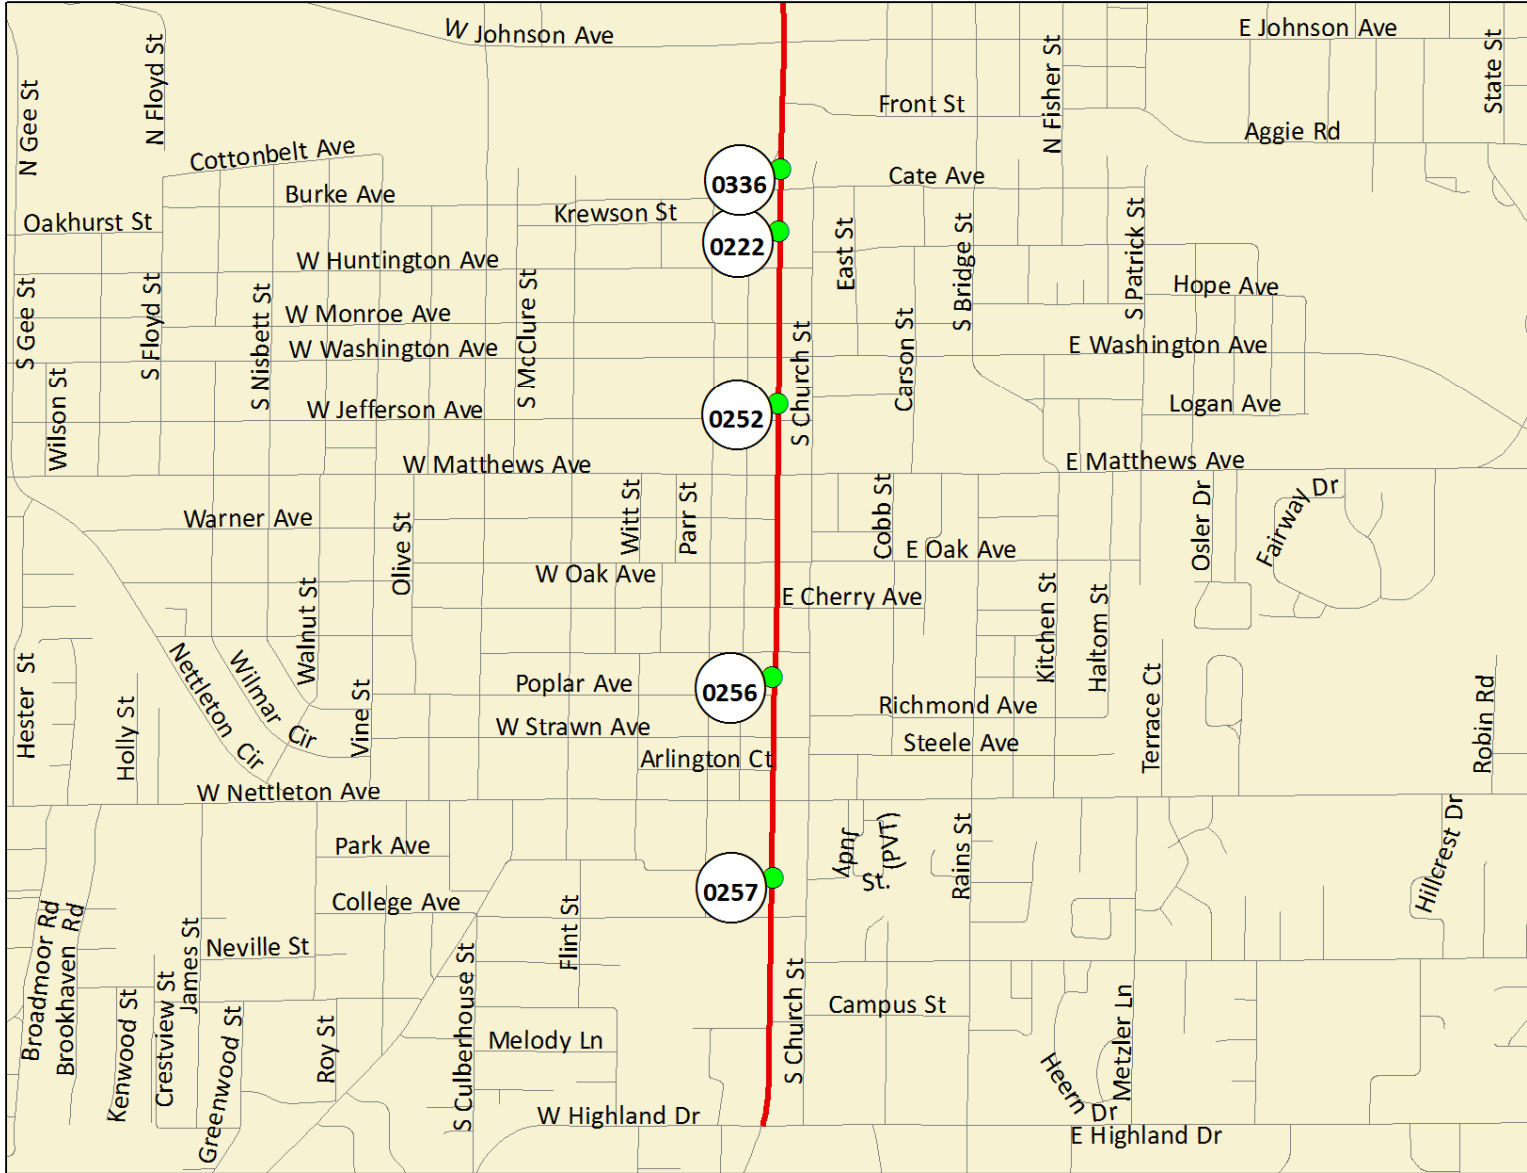 W Johnson Ave
E Johnson Ave
State St
N Floyd St
N Fisher St
N Gee St
Front St
Aggie Rd
Cottonbelt Ave
0336
Cate Ave
Burke Ave
Krewson St
Oakhurst St
0222
East St
S Bridge St
S Patrick St
W Huntington Ave
Hope Ave
S Gee St
S Floyd St
S Nisbett St
S McClure St
W Monroe Ave
Carson St
W Washington Ave
E Washington Ave
S Church St
Wilson St
W Jefferson Ave
0252
Logan Ave
W Matthews Ave
E Matthews Ave
Warner Ave
Olive St
Witt St
Parr St
Cobb St
Osler Dr
Fairway Dr
E Oak Ave
W Oak Ave
Walnut St
E Cherry Ave
Kitchen St
Haltom St
Hester St
Nettleton Cir
Wilmar Cir
Holly St
Vine St
Poplar Ave
0256
Richmond Ave
Terrace Ct
Robin Rd
W Strawn Ave
Steele Ave
Arlington Ct
W Nettleton Ave
Park Ave
Judy St. (PVT)
Rains St
Hillcrest Dr
0257
College Ave
Flint St
Broadmoor Rd
Brookhaven Rd
James St
Neville St
S Culberhouse St
S Church St
Campus St
Kenwood St
Crestview St
Greenwood St
Roy St
Melody Ln
Heern Dr
Metzler Ln
W Highland Dr
E Highland Dr